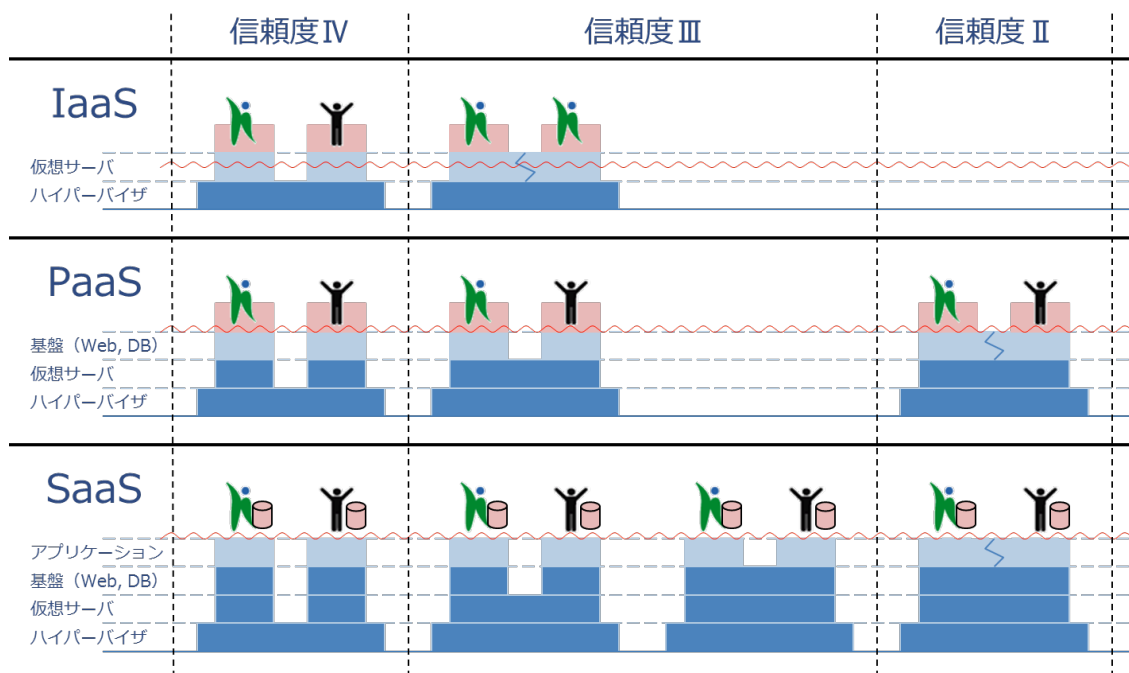 信頼度Ⅳ 信頼度Ⅲ 信頼度Ⅱ
IaaS
仮想サーバ
ハイパーバイザ
PaaS
基盤（Web, DB）
仮想サーバ
ハイパーバイザ
SaaS
アプリケーション
基盤（Web, DB）
仮想サーバ
ハイパーバイザ